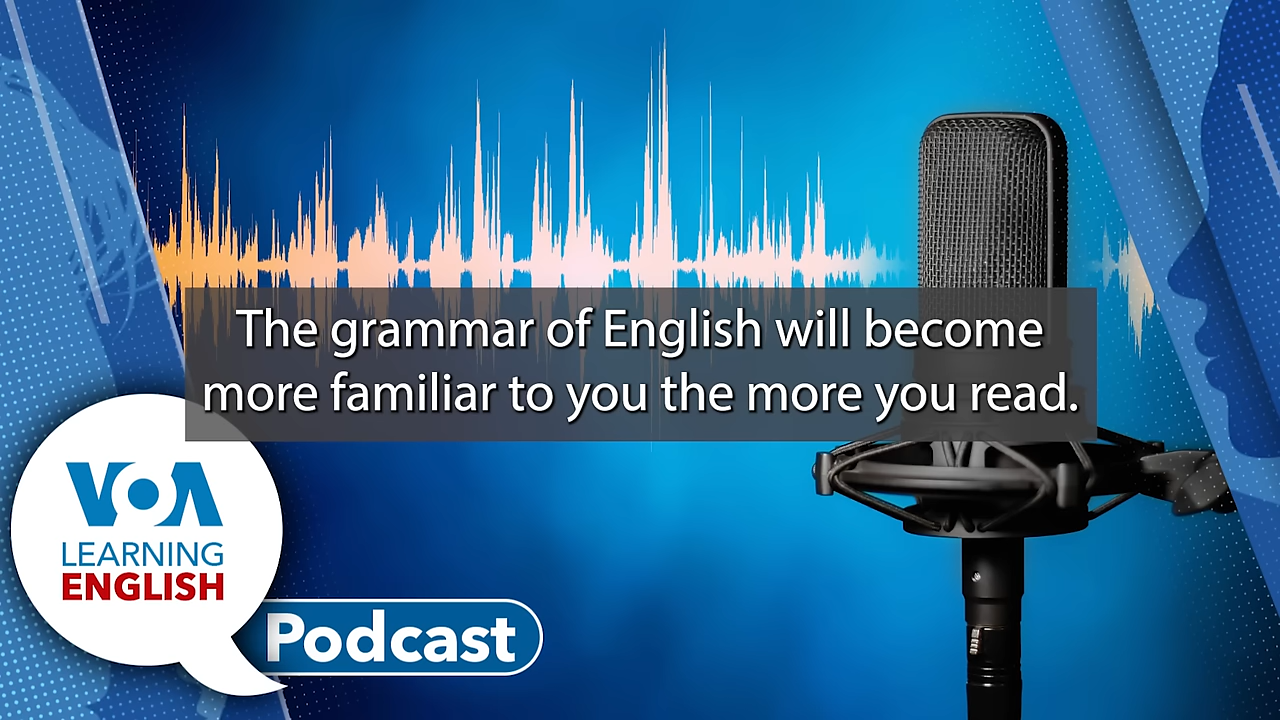 The grammar of English will become
more familiar to you the more you read.
VOA
LEARNING
ENGLISH
Podcast